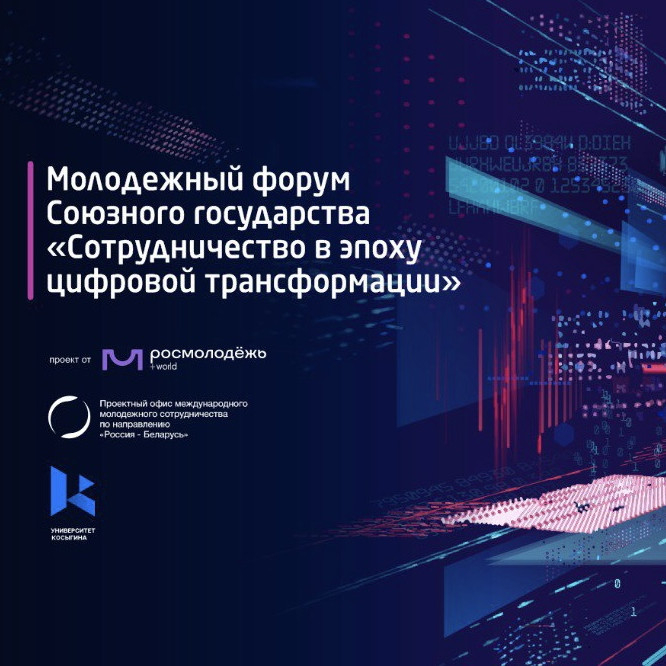 Молодежный форум
Союзного государства
«Сотрудничество в эпоху
цифровой трансформации»
проект от
росмолодёжь
+world
Проектный офис международного
молодежного сотрудничества
по направлению
«Россия - Беларусь»
УНИВЕРСИТЕТ
КОСЫГИНА